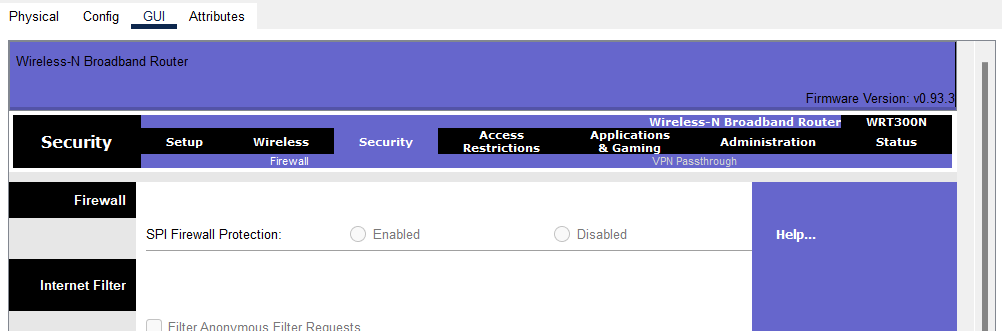 Physical Config GUI Attributes
Wireless-N Broadband Router
Firmware Version: v0.93.3
Wireless-N Broadband Router WRT300N
Security Setup Wireless Security Access Restrictions Applications & Gaming Administration Status
Firewall VPN Passthrough
Firewall
SPI Firewall Protection: Enabled Disabled
Help...
Internet Filter
Filter Anonymous Filter Requests